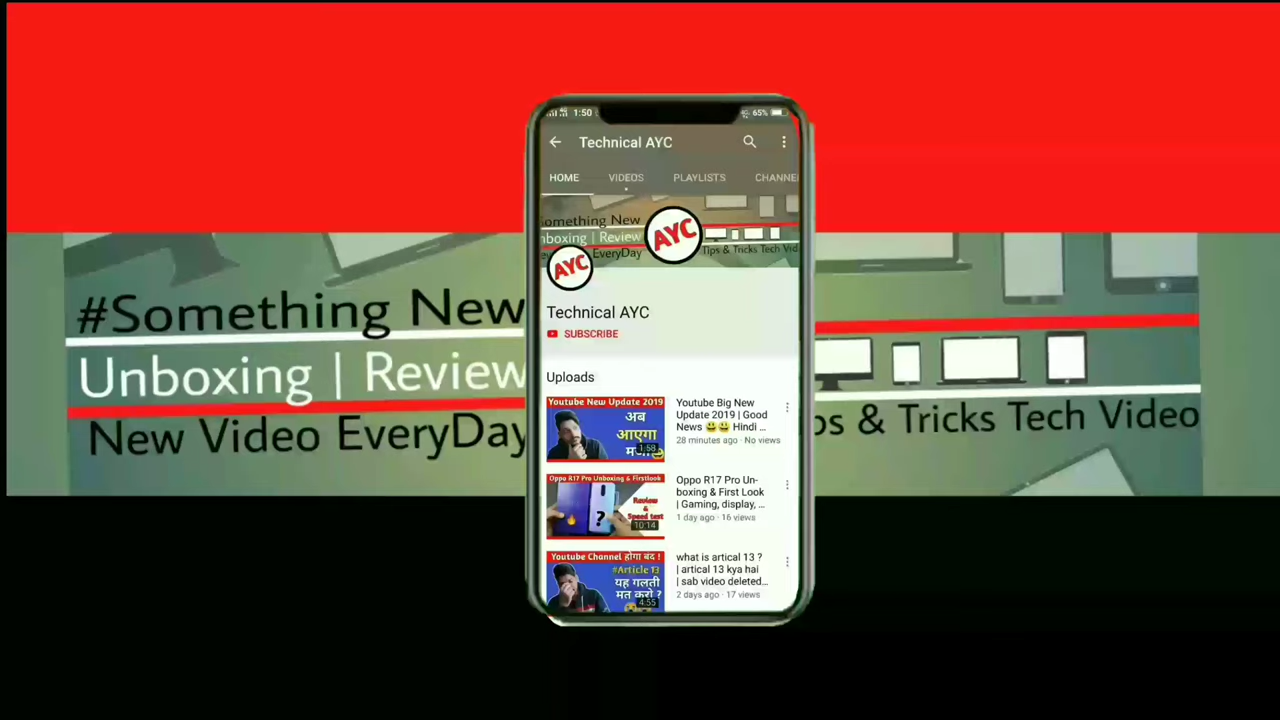 1:50
4G 65%
Technical AYC
HOME VIDEOS PLAYLISTS CHANNE
#Something New
Unboxing | Review
New Video EveryDay
ps & Tricks Tech Video
omething New
nboxing | Review
EveryDay
Tips & Tricks Tech Vid
AYC
AYC
Technical AYC
SUBSCRIBE
Uploads
Youtube New Update 2019
अब
आएगा
1:58
Youtube Big New
Update 2019 | Good
News 😃😃 Hindi ...
28 minutes ago · No views
Oppo R17 Pro Unboxing & Firstlook
?
Review
&
Speed test
10:14
Oppo R17 Pro Un-
boxing & First Look
| Gaming, display, ...
1 day ago · 16 views
Youtube Channel होगा बद !
#Article 13
यह गलती
मत करो ?
4:55
what is artical 13 ?
| artical 13 kya hai
| sab video deleted...
2 days ago · 17 views